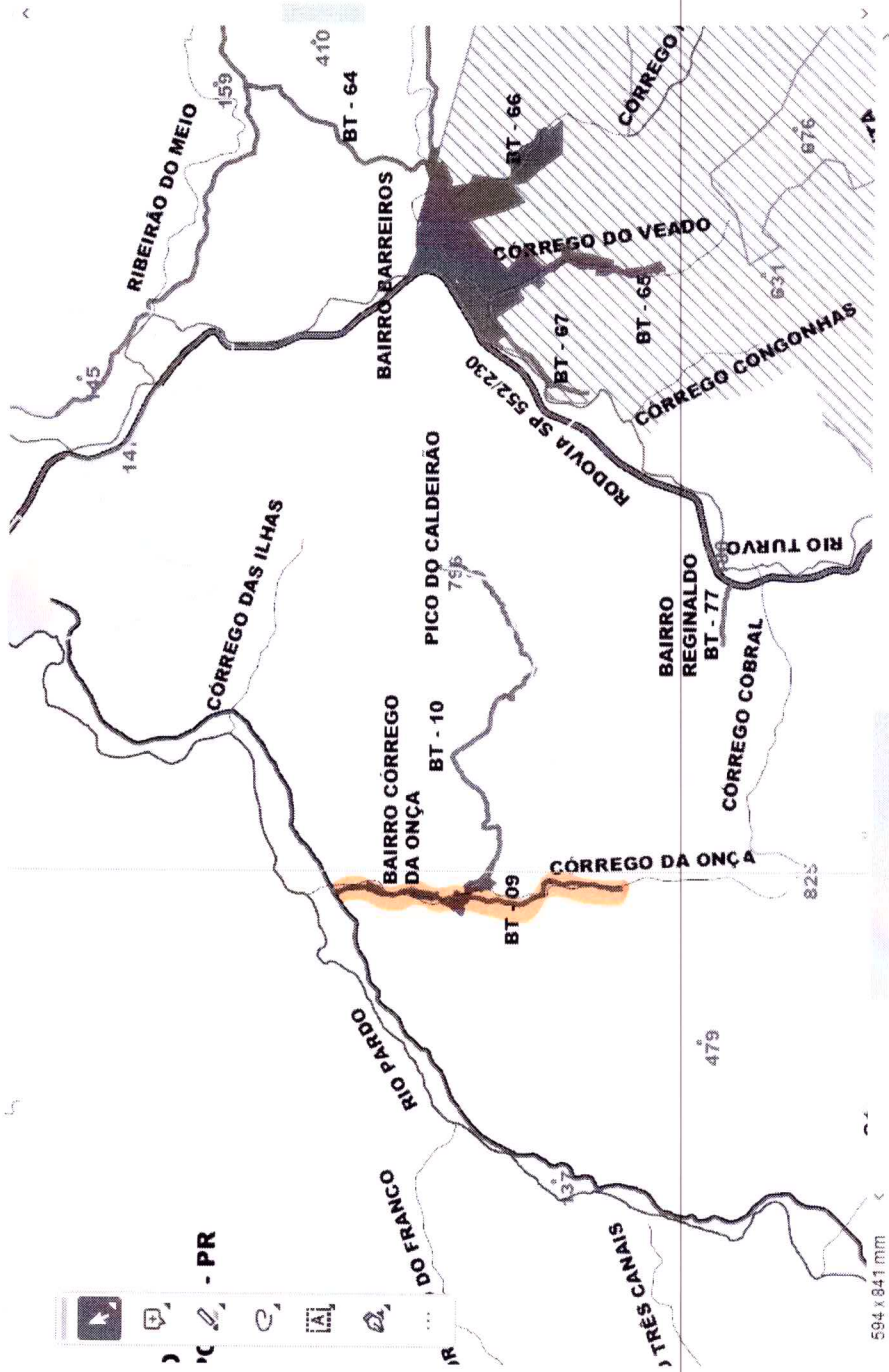 RIBEIRÃO DO MEIO
159
410
BT - 64
145
BAIRRO BARREIROS
BT - 66
CÓRREGO
CÓRREGO DO VEADO
676
631
BT - 65
BT - 67
CÓRREGO CONGONHAS
RODOVIA SP 552/230
CÓRREGO DAS ILHAS
PICO DO CALDEIRÃO
796
RIO TURVO
BAIRRO
REGINALDO
BT - 77
CÓRREGO COBRAL
BT - 10
BAIRRO CÓRREGO
DA ONÇA
CÓRREGO DA ONÇA
BT - 09
825
RIO PARDO
479
137
- PR
DO FRANCO
TRÊS CANAIS
594 x 841 mm